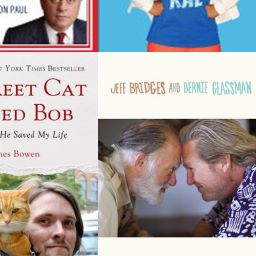 ON PAUL
W YORK TIMES BESTSELLER
REET CAT
ED BOB
He Saved My Life
mes Bowen
JEFF BRIDGES AND BERNIE GLASSMAN